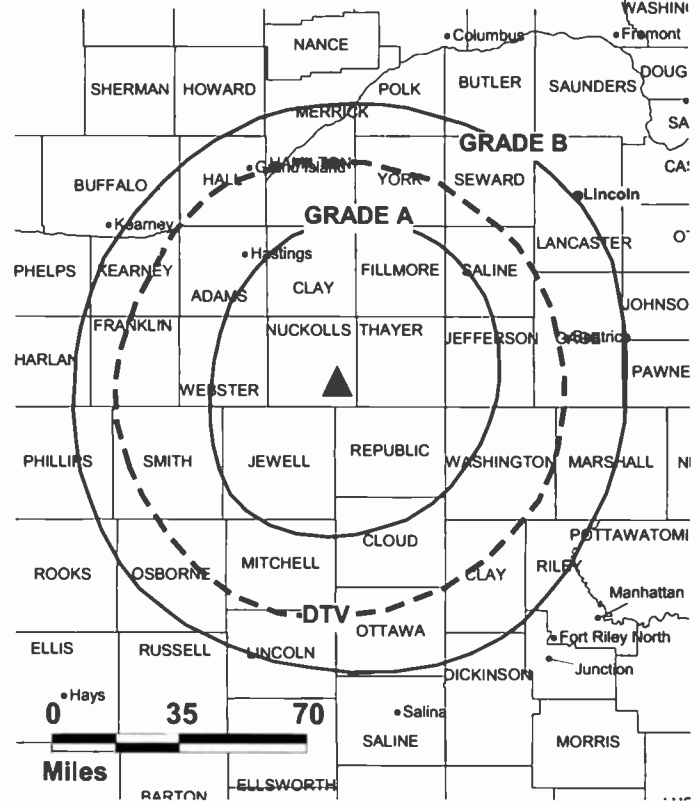 WASHIN
NANCE
Columbus
Fremont
SHERMAN HOWARD POLK BUTLER SAUNDERS DOUG
MERRICK
SA
GRADE B
CAS
HAMILTON
Grand Island
BUFFALO HALL YORK SEWARD
Lincoln
GRADE A
Kearney
LANCASTER
Hastings
PHELPS KEARNEY FILLMORE SALINE
ADAMS CLAY
JOHNSO
FRANKLIN NUCKOLLS THAYER
JEFFERSON Beatrice
HARLAN PAWNE
WEBSTER
REPUBLIC
PHILLIPS SMITH JEWELL WASHINGTON MARSHALL
POTTAWATOMI
CLOUD
MITCHELL
ROOKS OSBORNE CLAY RILEY
Manhattan
DTV
OTTAWA
Fort Riley North
ELLIS RUSSELL LINCOLN
DICKINSON Junction
Hays
0 35 70
Salina
SALINE MORRIS
Miles
ELLSWORTH
BARTON